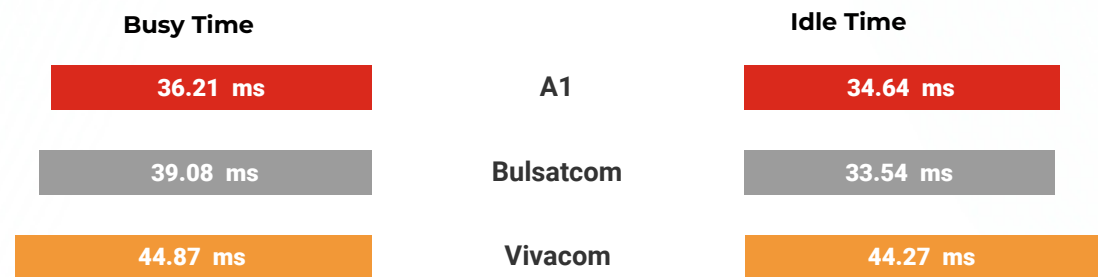 Busy Time Idle Time
36.21 ms A1 34.64 ms
39.08 ms Bulsatcom 33.54 ms
44.87 ms Vivacom 44.27 ms